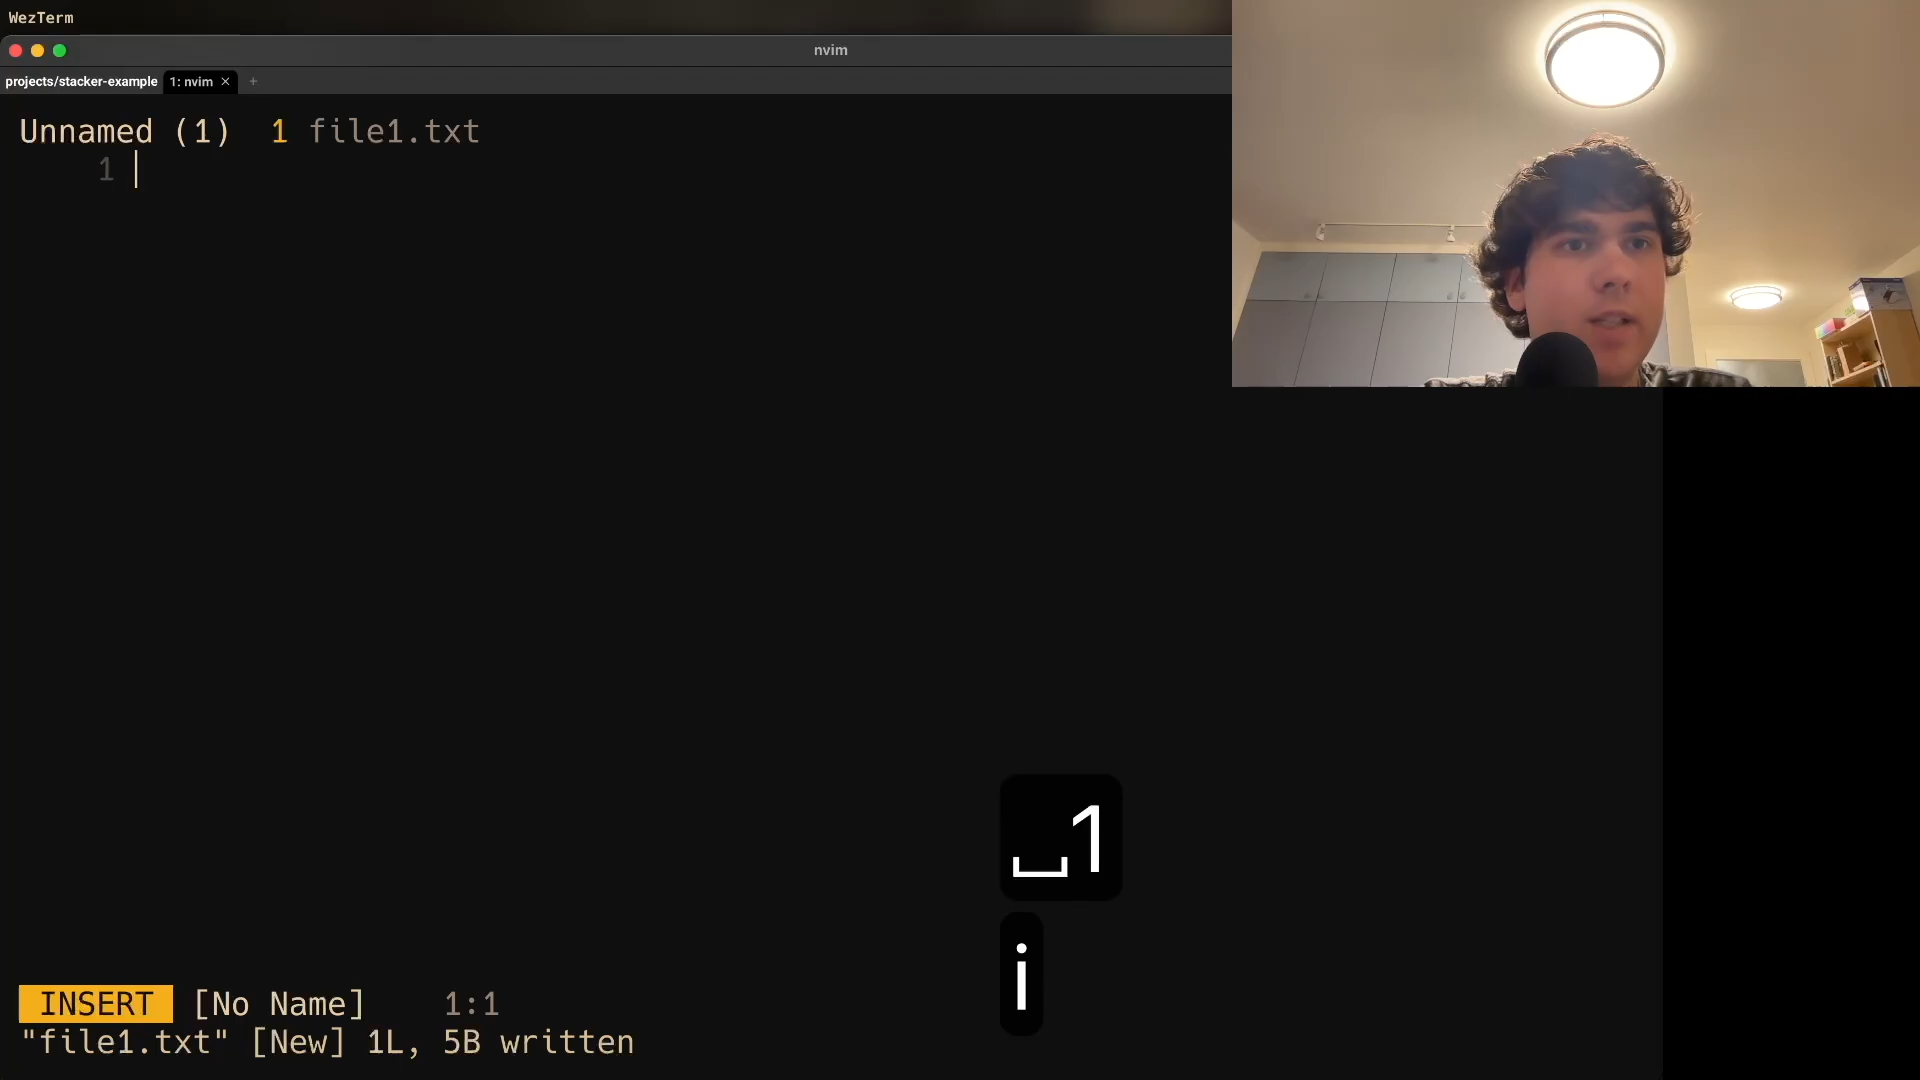 WezTerm
nvim
projects/stacker-example 1: nvim × +
Unnamed (1) 1 file1.txt
1
␣1
i
INSERT [No Name] 1:1
"file1.txt" [New] 1L, 5B written